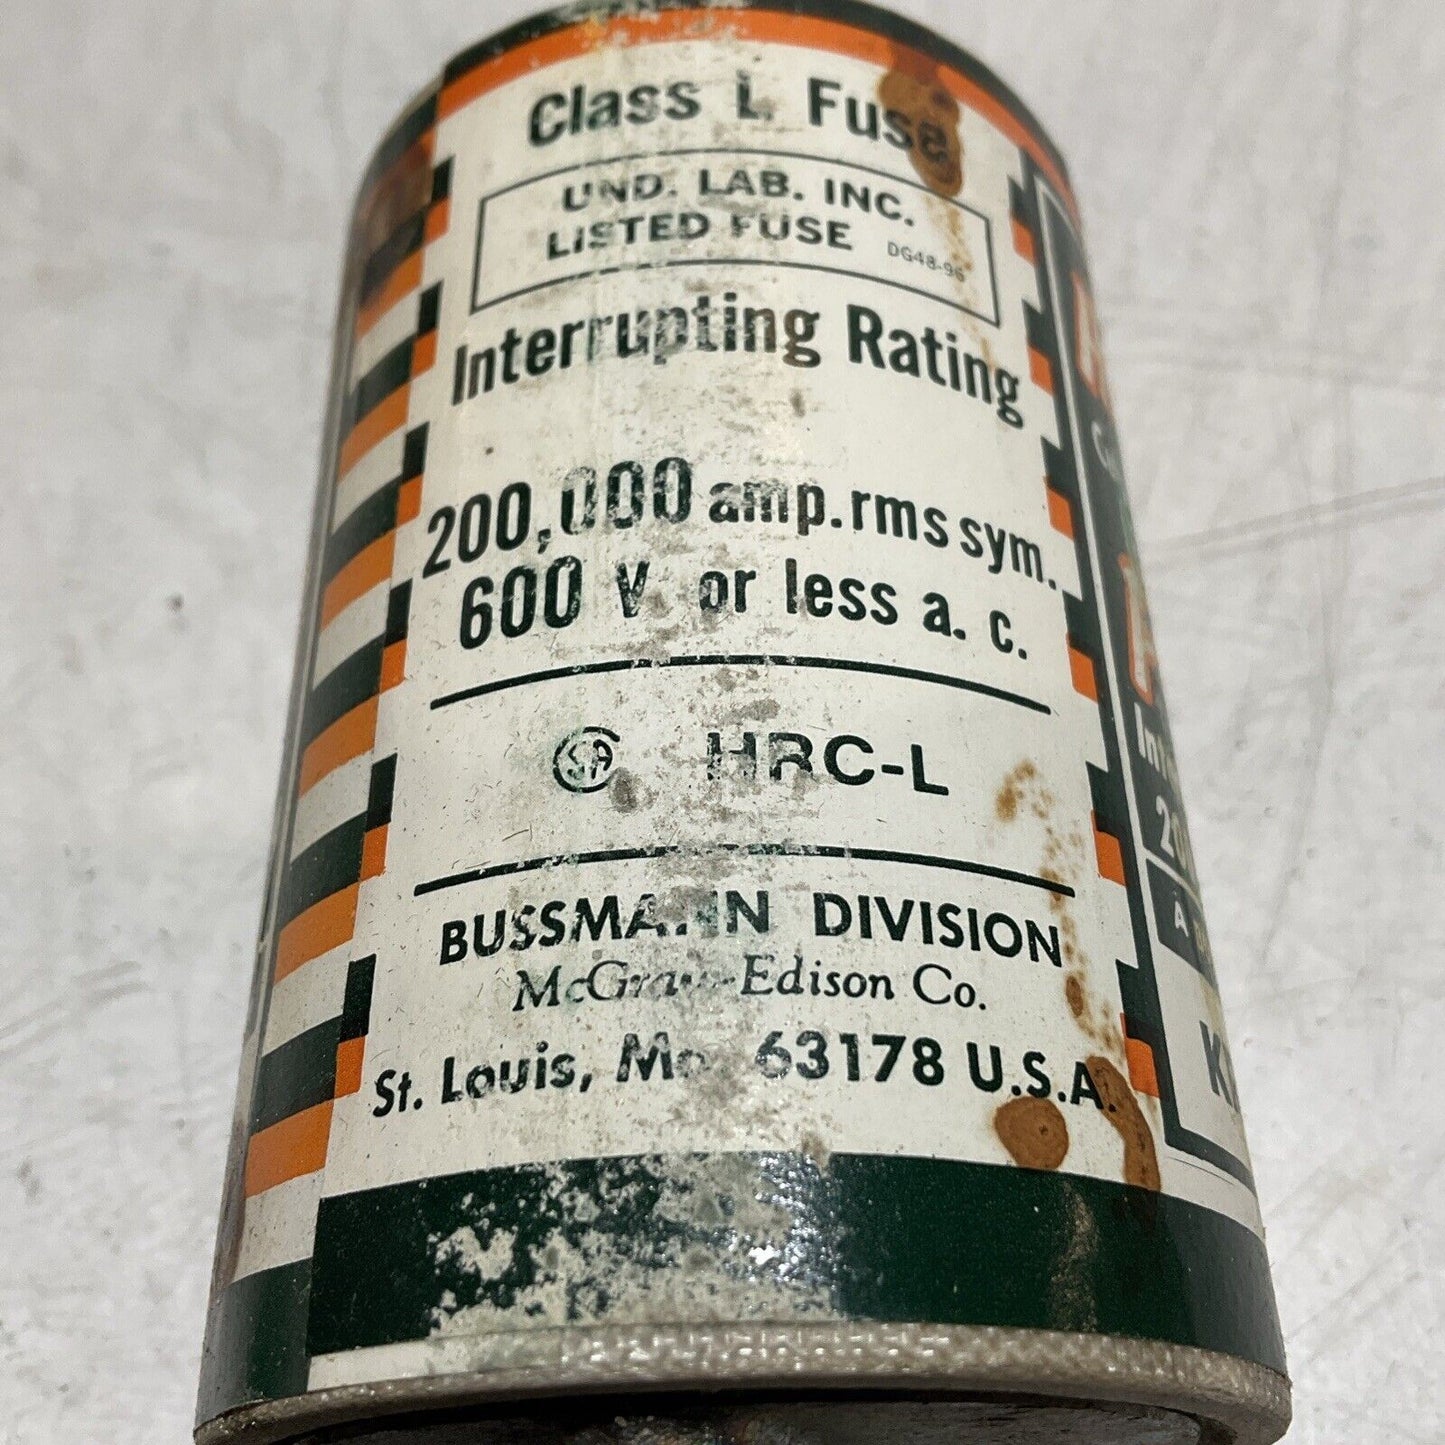 Class L Fuse
UND. LAB. INC.
LISTED FUSE DG48-96
Interrupting Rating
200,000 amp. rms sym.
600 V or less a. c.
CSA HRC-L
BUSSMANN DIVISION
McGraw-Edison Co.
St. Louis, Mo. 63178 U.S.A.